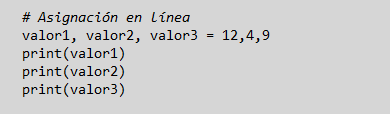 # Asignación en línea
valor1, valor2, valor3 = 12,4,9
print(valor1)
print(valor2)
print(valor3)